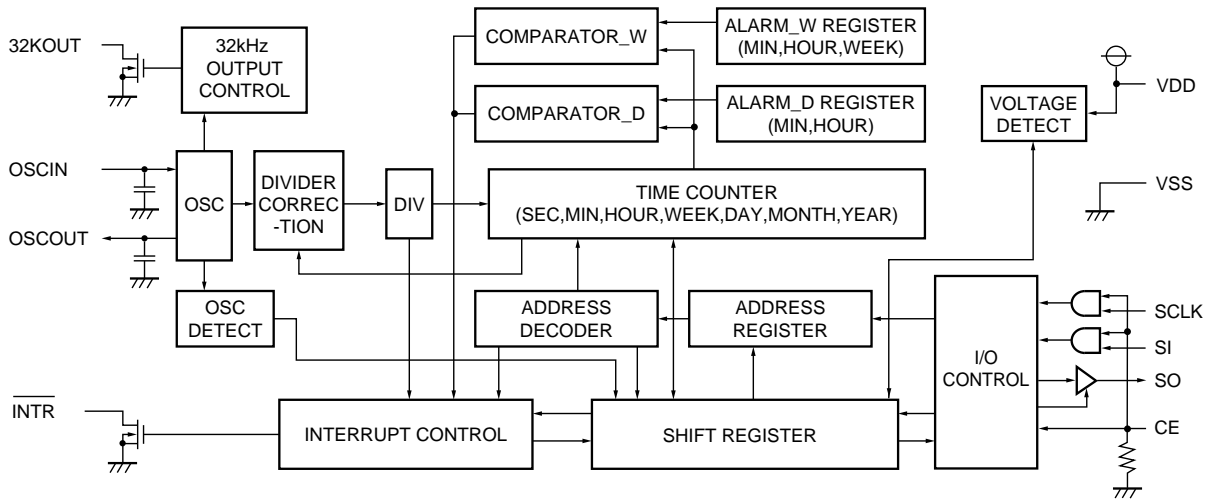 32KOUT
32kHz
OUTPUT
CONTROL
COMPARATOR_W
ALARM_W REGISTER
(MIN,HOUR,WEEK)
COMPARATOR_D
ALARM_D REGISTER
(MIN,HOUR)
VOLTAGE
DETECT
VDD
VSS
OSCIN
OSCOUT
OSC
DIVIDER
CORREC
-TION
DIV
TIME COUNTER
(SEC,MIN,HOUR,WEEK,DAY,MONTH,YEAR)
OSC
DETECT
ADDRESS
DECODER
ADDRESS
REGISTER
I/O
CONTROL
SCLK
SI
SO
CE
INTR
INTERRUPT CONTROL
SHIFT REGISTER